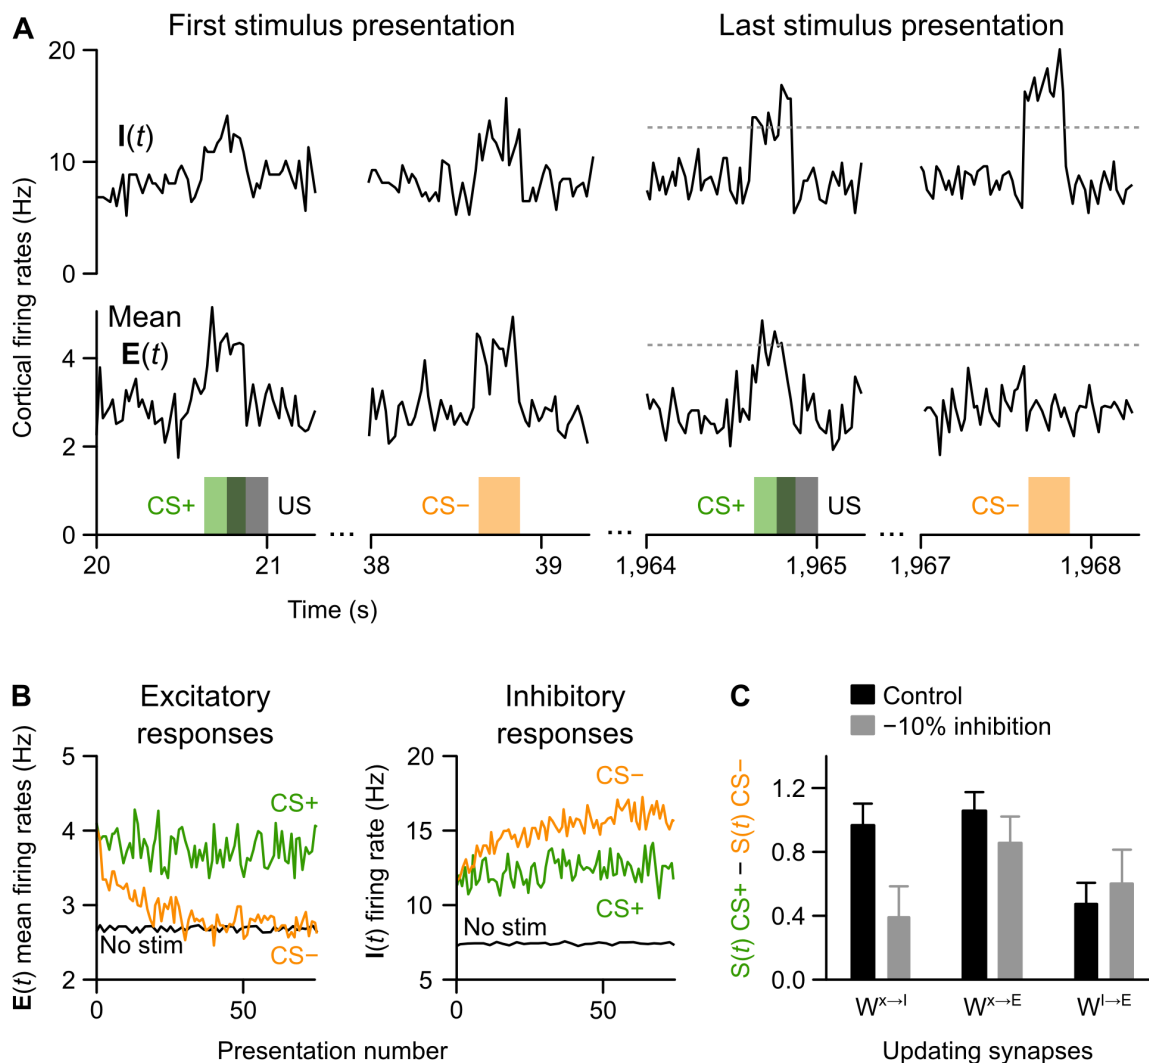 A
First stimulus presentation
Last stimulus presentation
Cortical firing rates (Hz)
20
10
0
I(t)
Mean
E(t)
4
2
0
CS+
US
CS−
CS+
US
CS−
...
...
...
20
21
38
39
1,964
1,965
1,967
1,968
Time (s)
B
Excitatory
responses
E(t) mean firing rates (Hz)
5
4
3
2
CS+
No stim
CS−
0
50
Inhibitory
responses
I(t) firing rate (Hz)
20
15
10
5
CS−
CS+
No stim
0
50
Presentation number
C
Control
−10% inhibition
S(t) CS+ − S(t) CS−
1.2
0.8
0.4
0.0
Wˣ→ᴵ
Wˣ→ᴱ
Wᴵ→ᴱ
Updating synapses